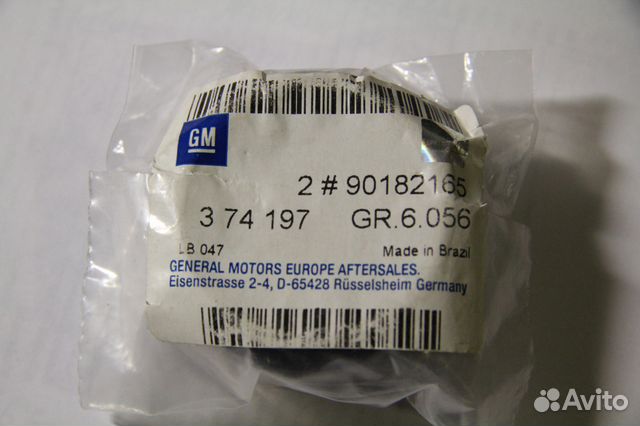 GM
2 # 90182165
3 74 197 GR.6.056
LB 047 Made in Brazil
GENERAL MOTORS EUROPE AFTERSALES.
Eisenstrasse 2-4, D-65428 Rüsselsheim Germany
Avito